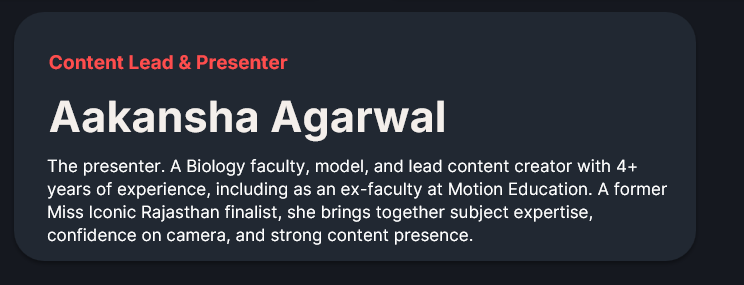 Content Lead & Presenter
Aakansha Agarwal
The presenter. A Biology faculty, model, and lead content creator with 4+
years of experience, including as an ex-faculty at Motion Education. A former
Miss Iconic Rajasthan finalist, she brings together subject expertise,
confidence on camera, and strong content presence.